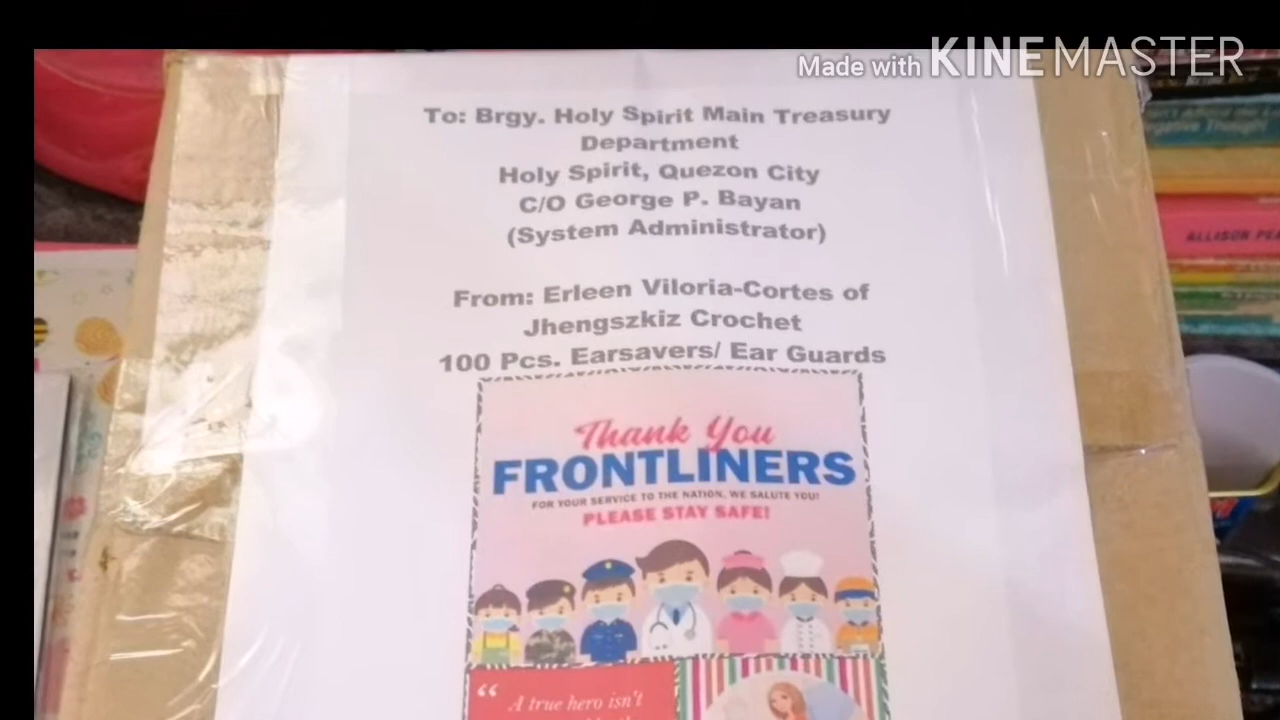 Made with KINEMASTER
To: Brgy. Holy Spirit Main Treasury
Department
Holy Spirit, Quezon City
C/O George P. Bayan
(System Administrator)
From: Erleen Viloria-Cortes of
Jhengszkiz Crochet
100 Pcs. Earsavers/ Ear Guards
Thank You
FRONTLINERS
FOR YOUR SERVICE TO THE NATION, WE SALUTE YOU!
PLEASE STAY SAFE!
“ A true hero isn't
ALLISON